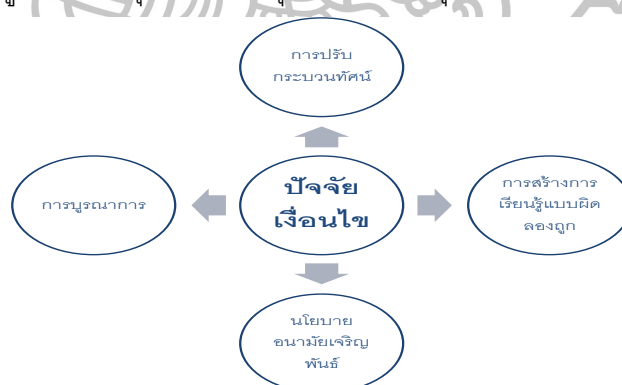 การปรับ
กระบวนทัศน์
การบูรณาการ
ปัจจัย
เงื่อนไข
การสร้างการ
เรียนรู้แบบผิด
ลองถูก
นโยบาย
อนามัยเจริญ
พันธ์